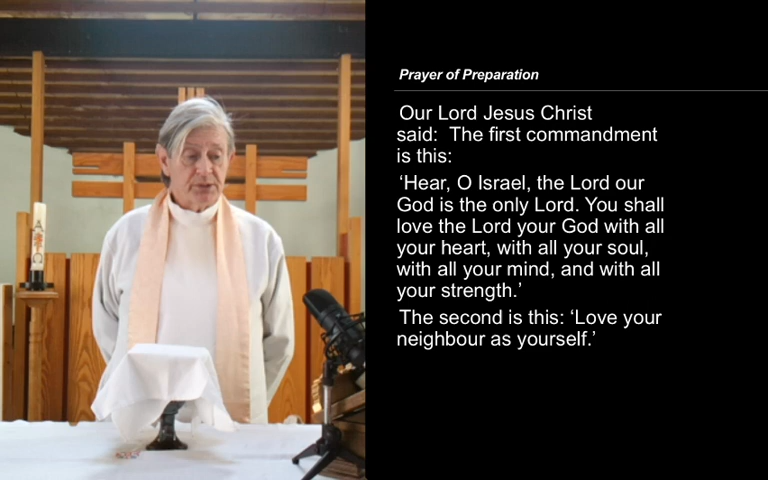 Prayer of Preparation
Our Lord Jesus Christ
said:  The first commandment
is this:
‘Hear, O Israel, the Lord our
God is the only Lord. You shall
love the Lord your God with all
your heart, with all your soul,
with all your mind, and with all
your strength.’
The second is this: ‘Love your
neighbour as yourself.’